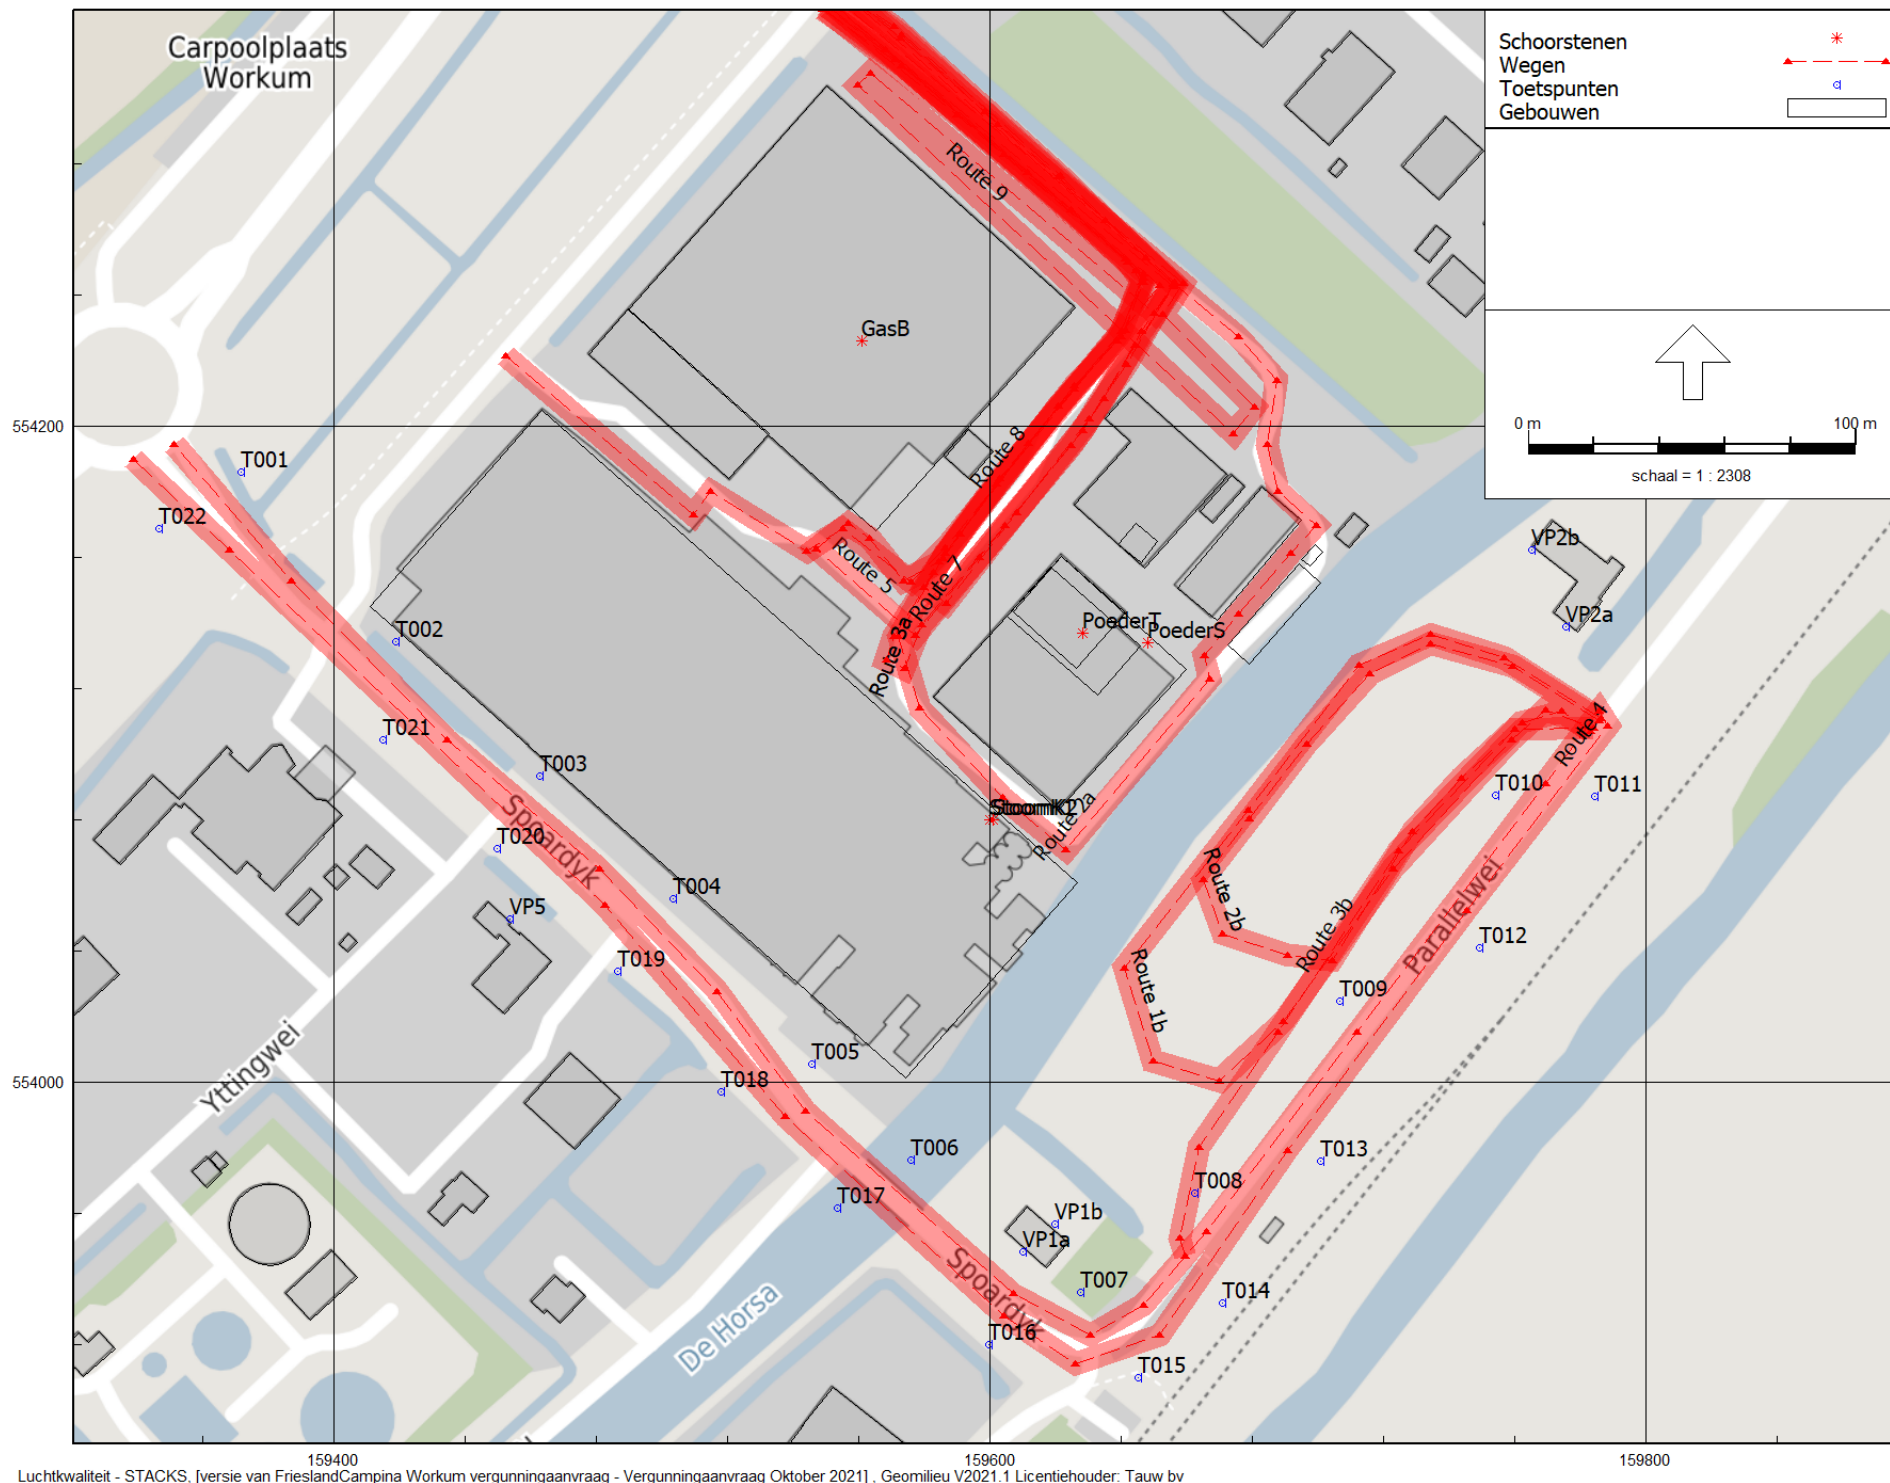 Carpoolplaats
Workum
Schoorstenen
Wegen
Toetspunten
Gebouwen
0 m
100 m
schaal = 1 : 2308
Route 9
GasB
554200
T001
T022
Route 8
Route 5
Route 7
VP2b
VP2a
PoederT
PoederS
T002
Route 3a
T021
T003
Route 4
T010
T011
Route 2a
T020
Spoardyk
T004
Route 2b
VP5
Route 3b
Parallelwei
T012
T019
Route 1b
T009
Yttingwei
T005
554000
T018
T006
T013
T017
T008
VP1b
VP1a
Spoardyk
T007
T014
De Horsa
T016
T015
159400
159600
159800
Luchtkwaliteit - STACKS, [versie van FrieslandCampina Workum vergunningaanvraag - Vergunningaanvraag Oktober 2021] , Geomilieu V2021.1 Licentiehouder: Tauw bv